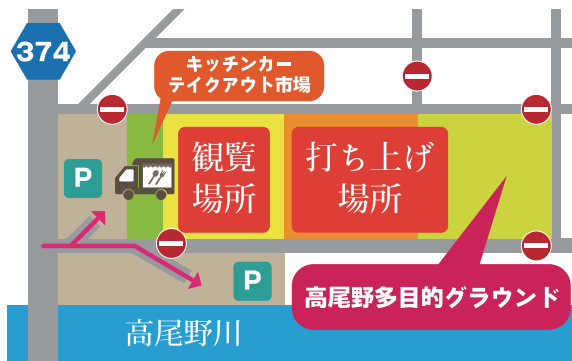 374
キッチンカー
テイクアウト市場
P
観覧
場所
打ち上げ
場所
P
高尾野多目的グラウンド
高尾野川